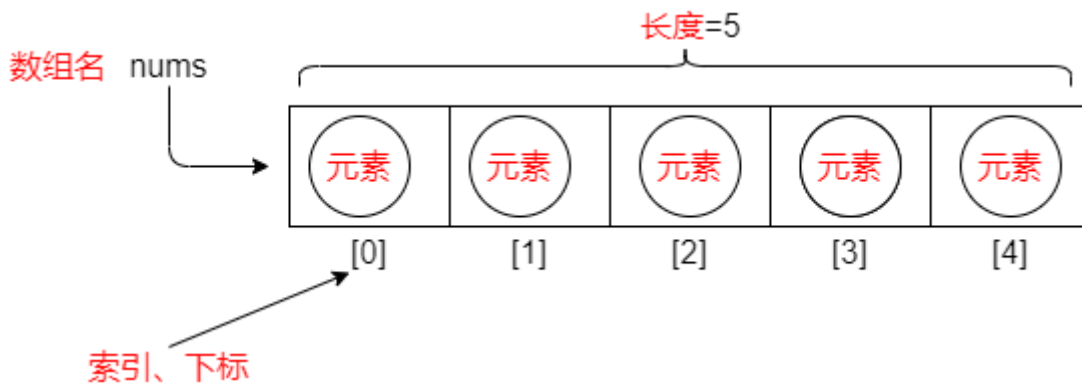 长度=5
数组名 nums
元素 元素 元素 元素 元素
[0] [1] [2] [3] [4]
索引、下标